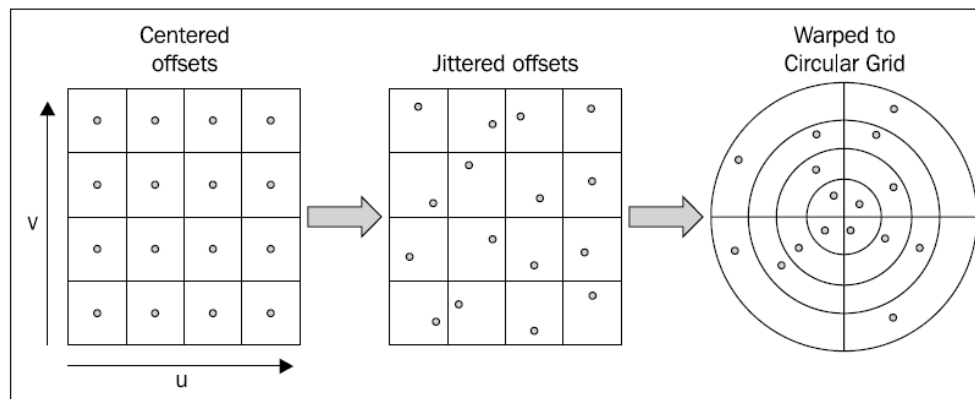 Centered
offsets
Jittered offsets
Warped to
Circular Grid
v
u